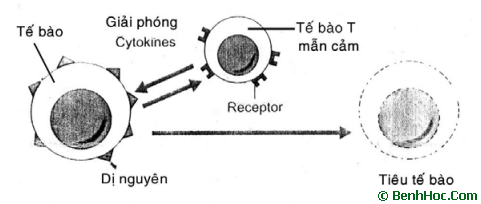 Tế bào
Giải phóng
Cytokines
Tế bào T
mẫn cảm
Receptor
Dị nguyên
Tiêu tế bào
© BenhHoc.Com